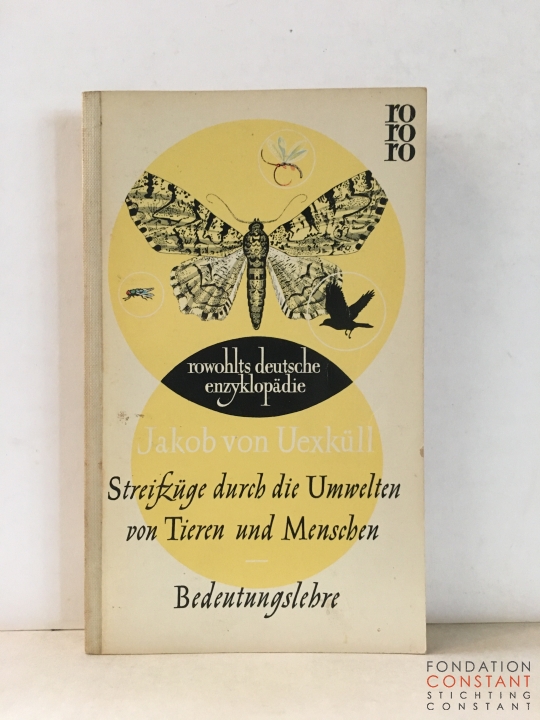 ro
ro
ro
rowohlts deutsche
enzyklopädie
Jakob von Uexküll
Streifzüge durch die Umwelten
von Tieren und Menschen
Bedeutungslehre
FONDATION
CONSTANT
STICHTING
CONSTANT